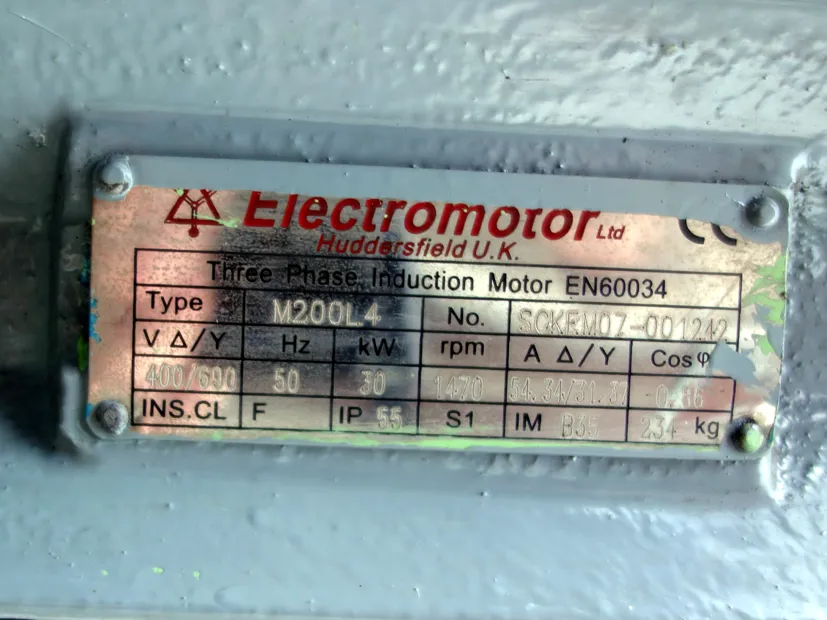 Electromotor Ltd
Huddersfield U.K.
CE
Three Phase Induction Motor EN60034
Type M200L4 No. SCKEM07-001242
V Δ/Y Hz kW rpm A Δ/Y Cos φ
400/690 50 30 1470 54.34/31.37 0.86
INS.CL F IP 55 S1 IM B35 234 kg